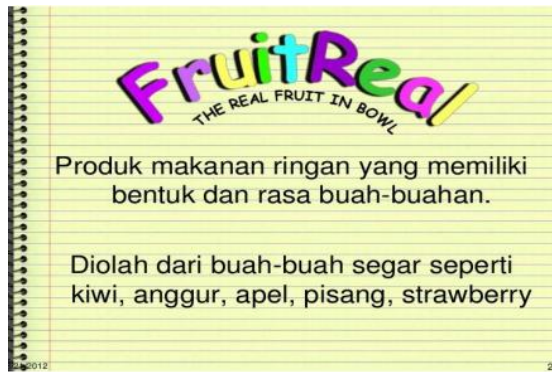 FruitReal
THE REAL FRUIT IN BOWL
Produk makanan ringan yang memiliki
bentuk dan rasa buah-buahan.
Diolah dari buah-buah segar seperti
kiwi, anggur, apel, pisang, strawberry
2012
2